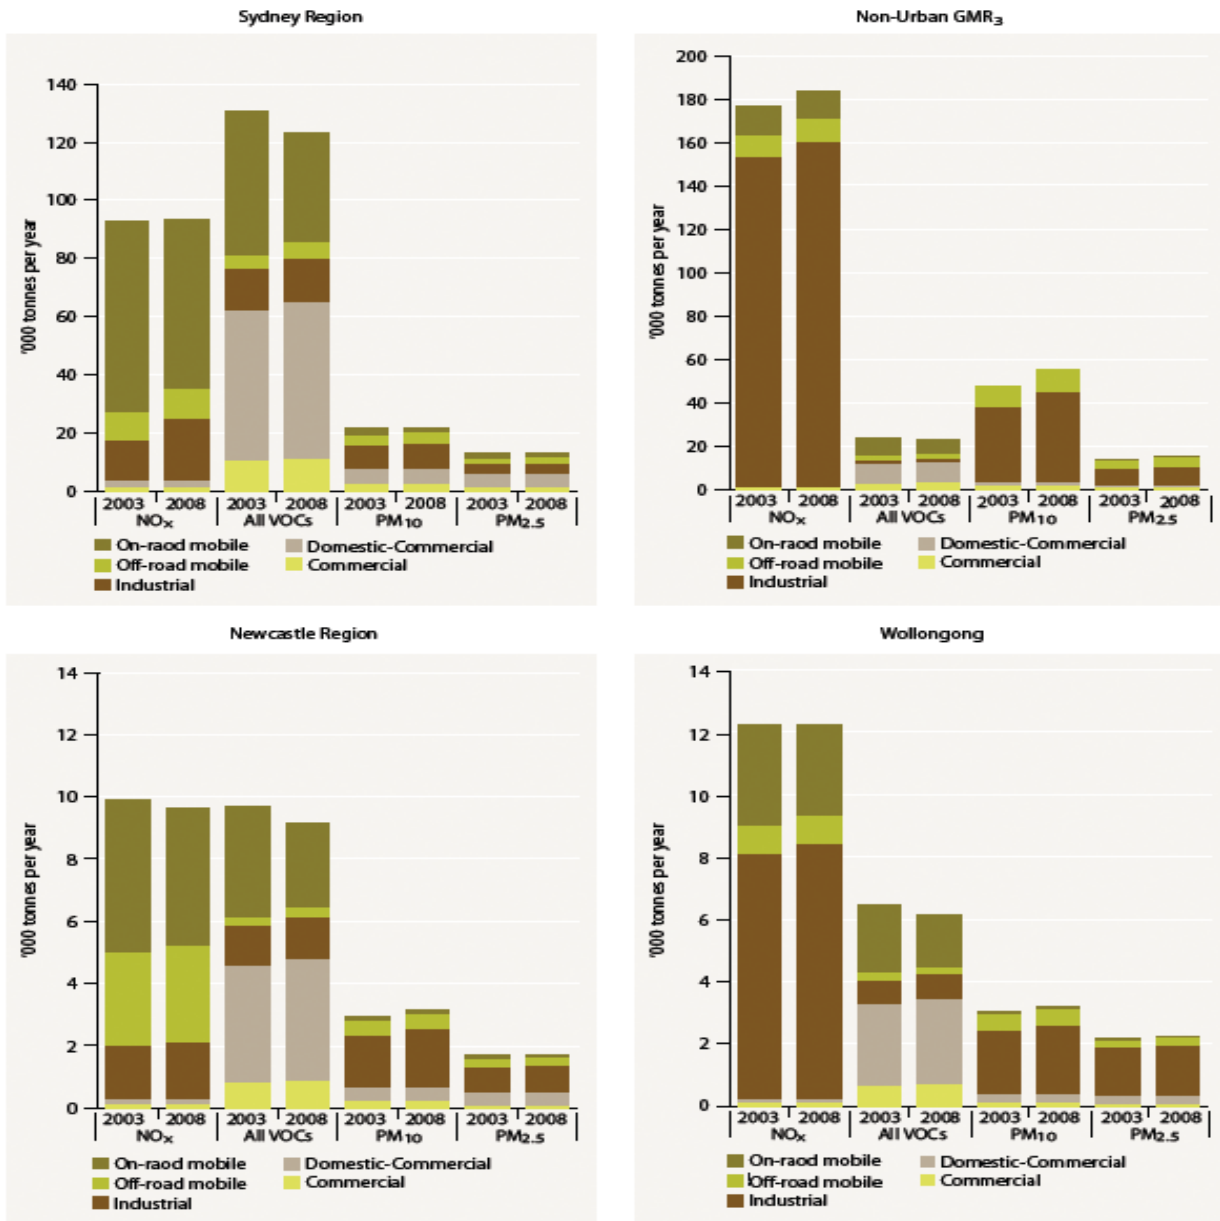 Sydney Region
'000 tonnes per year
140
120
100
80
60
40
20
0
2003 2008 2003 2008 2003 2008 2003 2008
NOx All VOCs PM10 PM2.5
On-raod mobile Domestic-Commercial
Off-road mobile Commercial
Industrial
Non-Urban GMR3
'000 tonnes per year
200
180
160
140
120
100
80
60
40
20
0
2003 2008 2003 2008 2003 2008 2003 2008
NOx All VOCs PM10 PM2.5
On-raod mobile Domestic-Commercial
Off-road mobile Commercial
Industrial
Newcastle Region
'000 tonnes per year
14
12
10
8
6
4
2
0
2003 2008 2003 2008 2003 2008 2003 2008
NOx All VOCs PM10 PM2.5
On-raod mobile Domestic-Commercial
Off-road mobile Commercial
Industrial
Wollongong
'000 tonnes per year
14
12
10
8
6
4
2
0
2003 2008 2003 2008 2003 2008 2003 2008
NOx All VOCs PM10 PM2.5
On-raod mobile Domestic-Commercial
Off-road mobile Commercial
Industrial